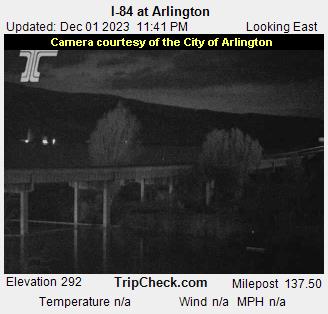 I-84 at Arlington
Updated: Dec 01 2023 11:41 PM Looking East
Camera courtesy of the City of Arlington
Elevation 292 TripCheck.com Milepost 137.50
Temperature n/a Wind n/a MPH n/a